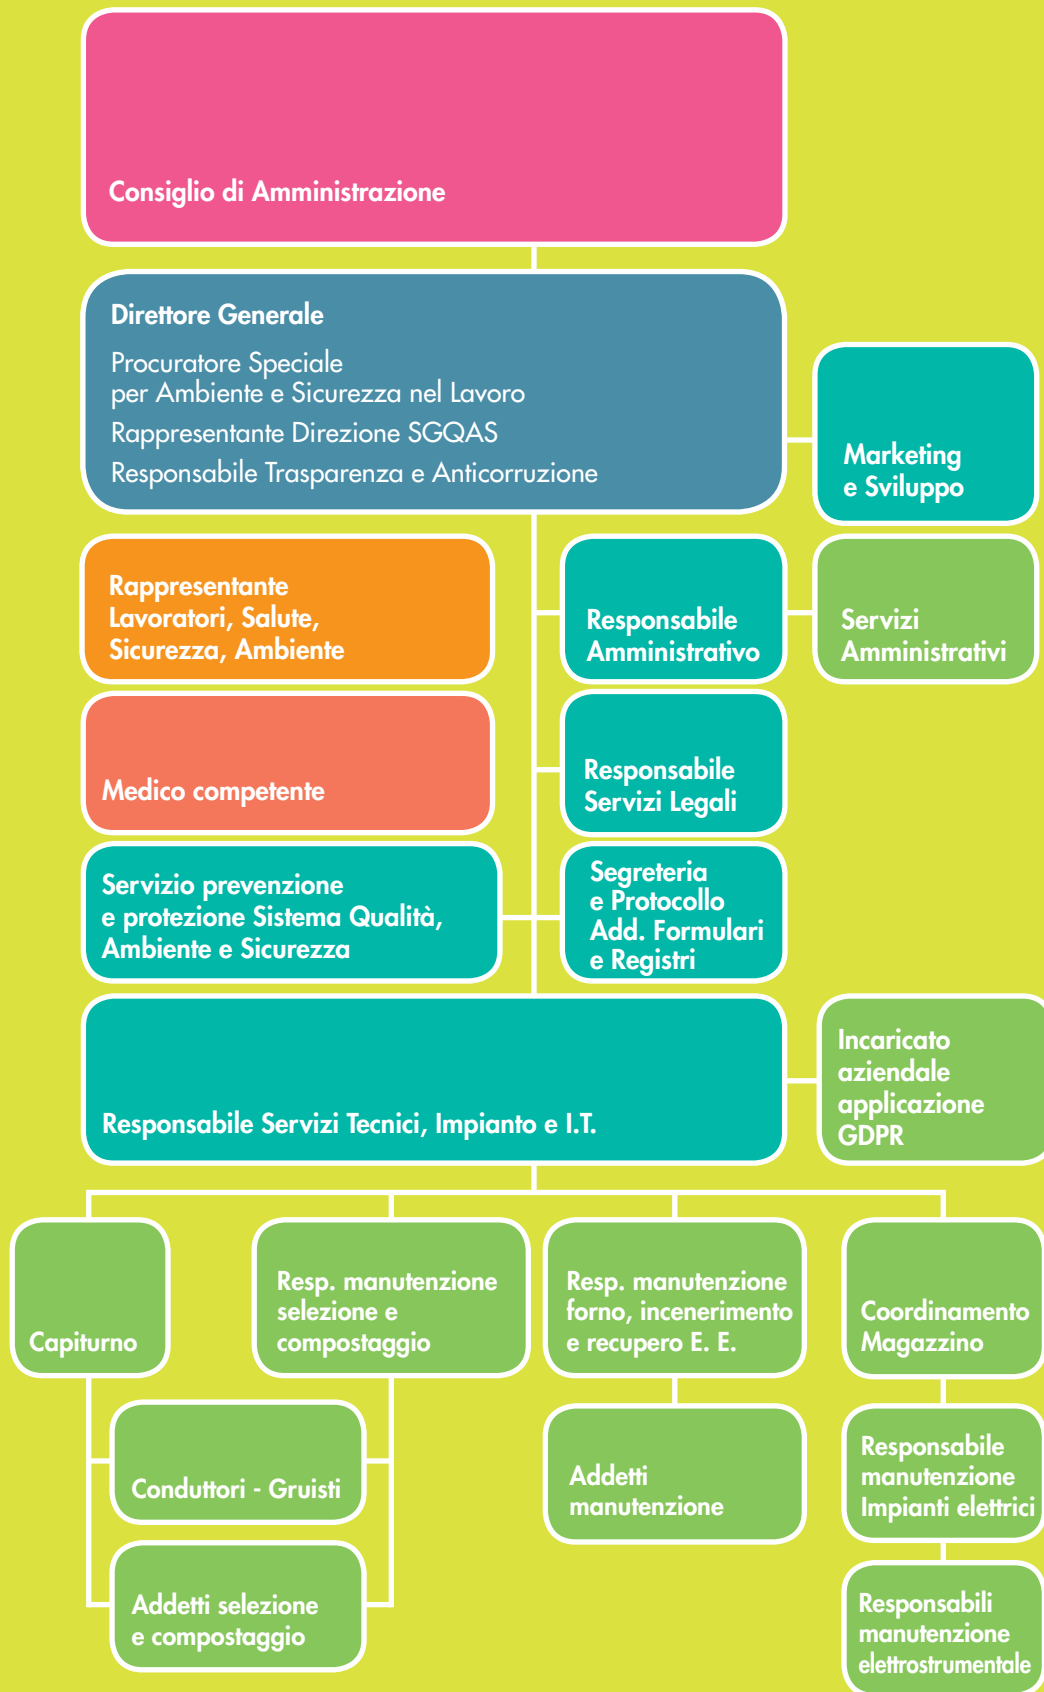 Consiglio di Amministrazione
Direttore Generale
Procuratore Speciale
per Ambiente e Sicurezza nel Lavoro
Rappresentante Direzione SGQAS
Responsabile Trasparenza e Anticorruzione
Marketing
e Sviluppo
Rappresentante
Lavoratori, Salute,
Sicurezza, Ambiente
Responsabile
Amministrativo
Servizi
Amministrativi
Medico competente
Responsabile
Servizi Legali
Servizio prevenzione
e protezione Sistema Qualità,
Ambiente e Sicurezza
Segreteria
e Protocollo
Add. Formulari
e Registri
Responsabile Servizi Tecnici, Impianto e I.T.
Incaricato
aziendale
applicazione
GDPR
Capiturno
Resp. manutenzione
selezione e
compostaggio
Resp. manutenzione
forno, incenerimento
e recupero E. E.
Coordinamento
Magazzino
Conduttori - Gruisti
Addetti selezione
e compostaggio
Addetti
manutenzione
Responsabile
manutenzione
Impianti elettrici
Responsabili
manutenzione
elettrostrumentale